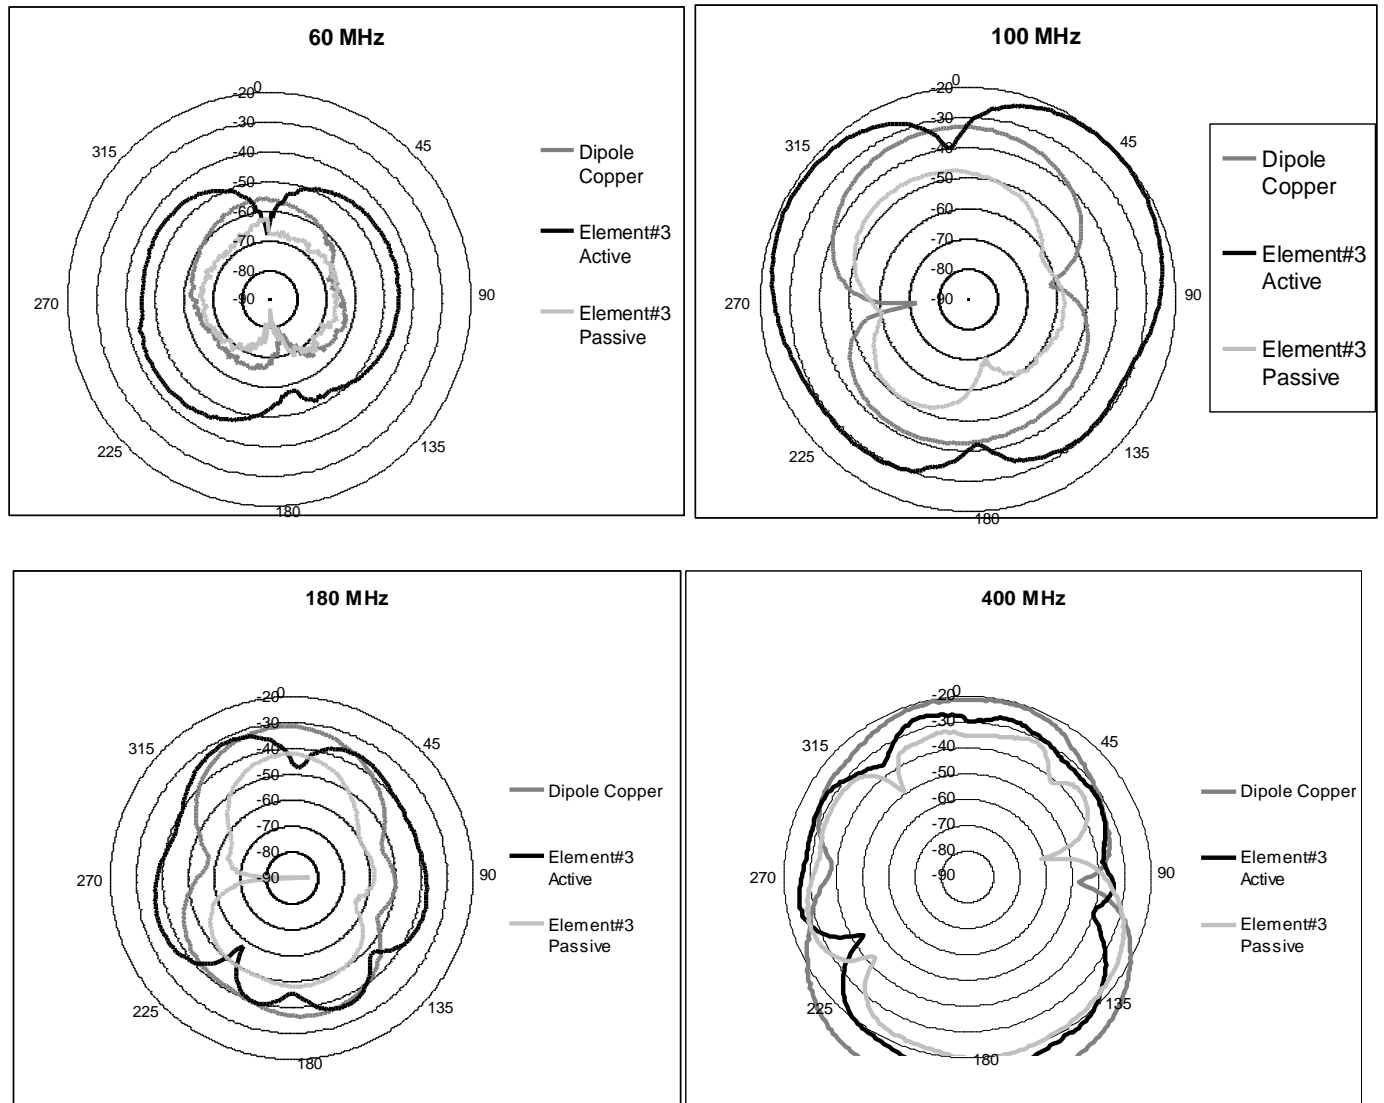 60 MHz
0
-20
-30
-40
-50
-60
-70
-80
-90
45
90
135
180
225
270
315
Dipole
Copper
Element#3
Active
Element#3
Passive
100 MHz
0
-20
-30
-40
-50
-60
-70
-80
-90
45
90
135
180
225
270
315
Dipole
Copper
Element#3
Active
Element#3
Passive
180 MHz
0
-20
-30
-40
-50
-60
-70
-80
-90
45
90
135
180
225
270
315
Dipole Copper
Element#3
Active
Element#3
Passive
400 MHz
0
-20
-30
-40
-50
-60
-70
-80
-90
45
90
135
180
225
270
315
Dipole Copper
Element#3
Active
Element#3
Passive